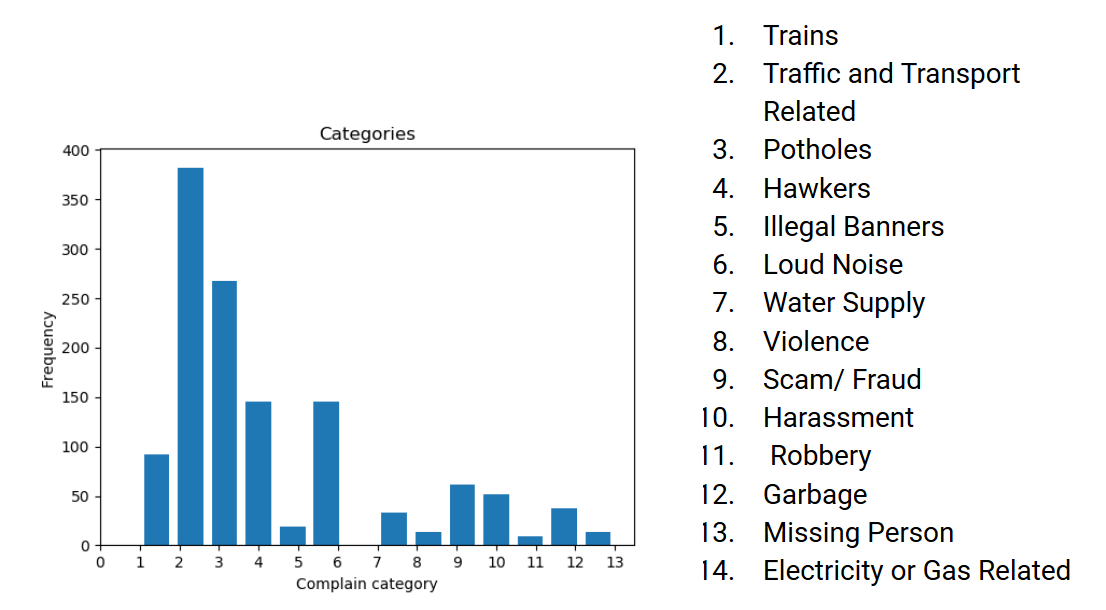 Categories
400
350
300
250
200
150
100
50
0
Frequency
0 1 2 3 4 5 6 7 8 9 10 11 12 13
Complain category
1. Trains
2. Traffic and Transport
Related
3. Potholes
4. Hawkers
5. Illegal Banners
6. Loud Noise
7. Water Supply
8. Violence
9. Scam/ Fraud
10. Harassment
11. Robbery
12. Garbage
13. Missing Person
14. Electricity or Gas Related